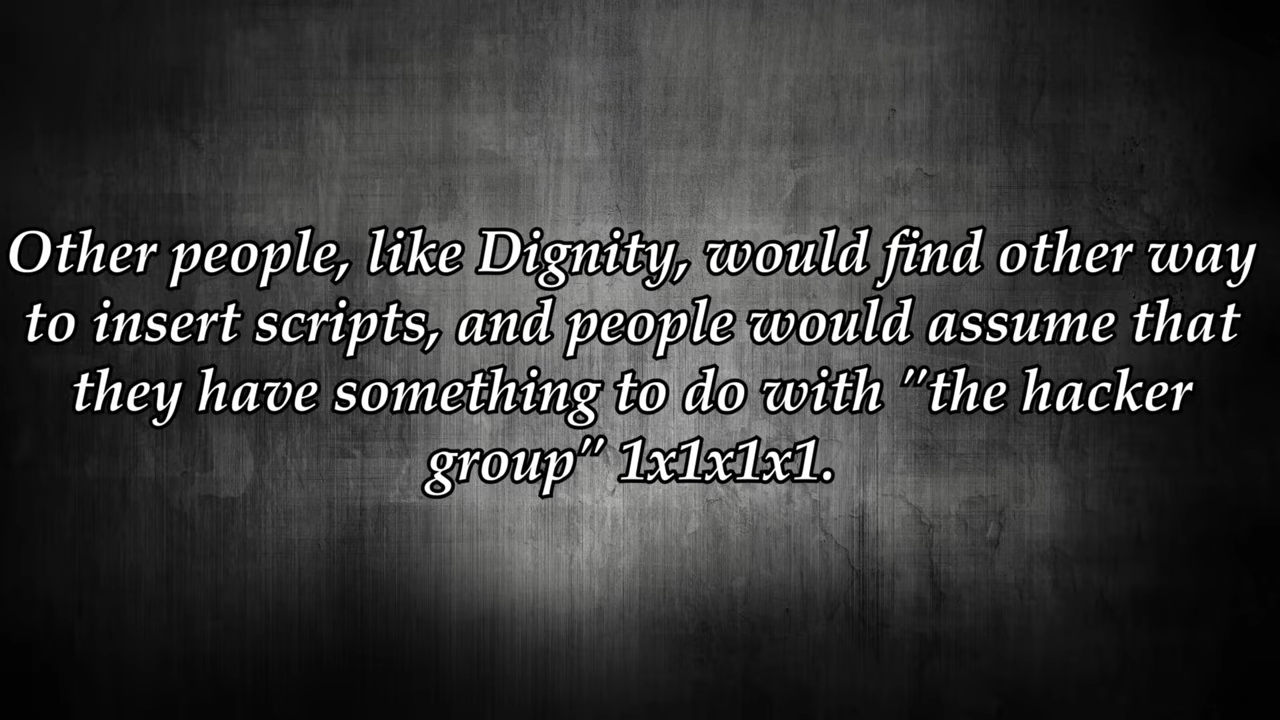 Other people, like Dignity, would find other way
to insert scripts, and people would assume that
they have something to do with "the hacker
group" 1x1x1x1.